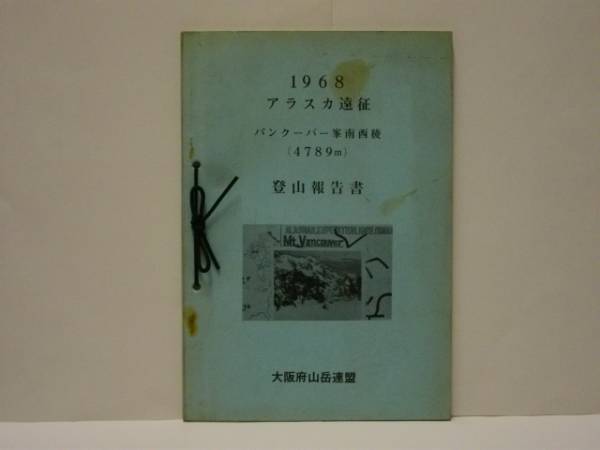 1968
アラスカ遠征
バンクーバー峯南西稜
(4789m)
登山報告書
Mt. Vancouver
大阪府山岳連盟